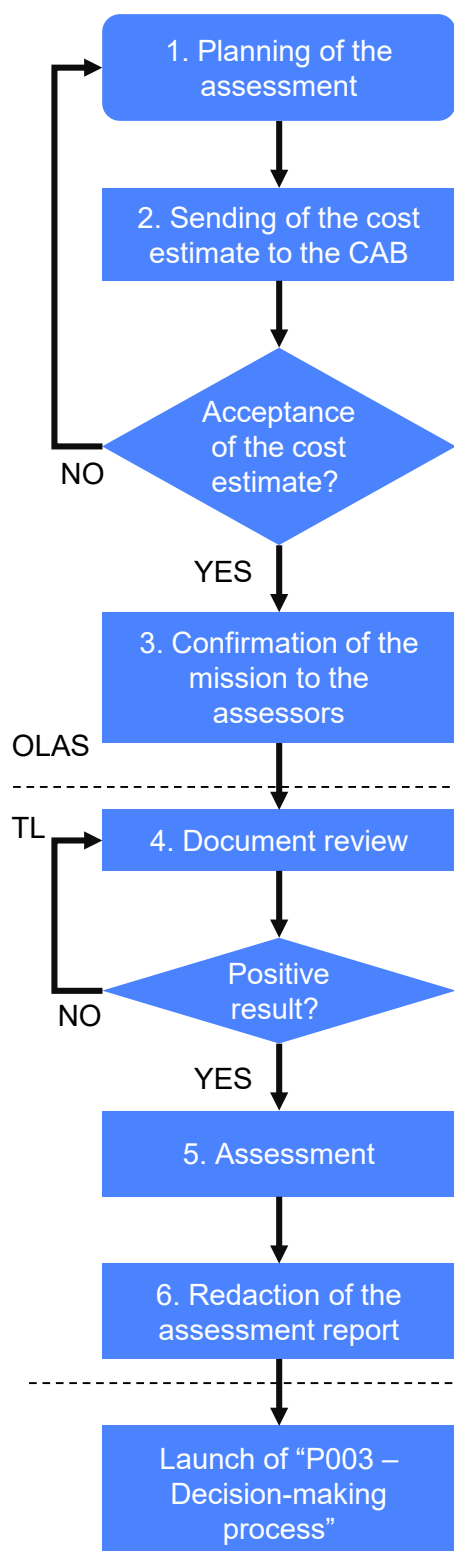 1. Planning of the
assessment
2. Sending of the cost
estimate to the CAB
Acceptance
of the cost
estimate?
NO
YES
3. Confirmation of the
mission to the
assessors
OLAS
TL
4. Document review
Positive
result?
NO
YES
5. Assessment
6. Redaction of the
assessment report
Launch of “P003 –
Decision-making
process”